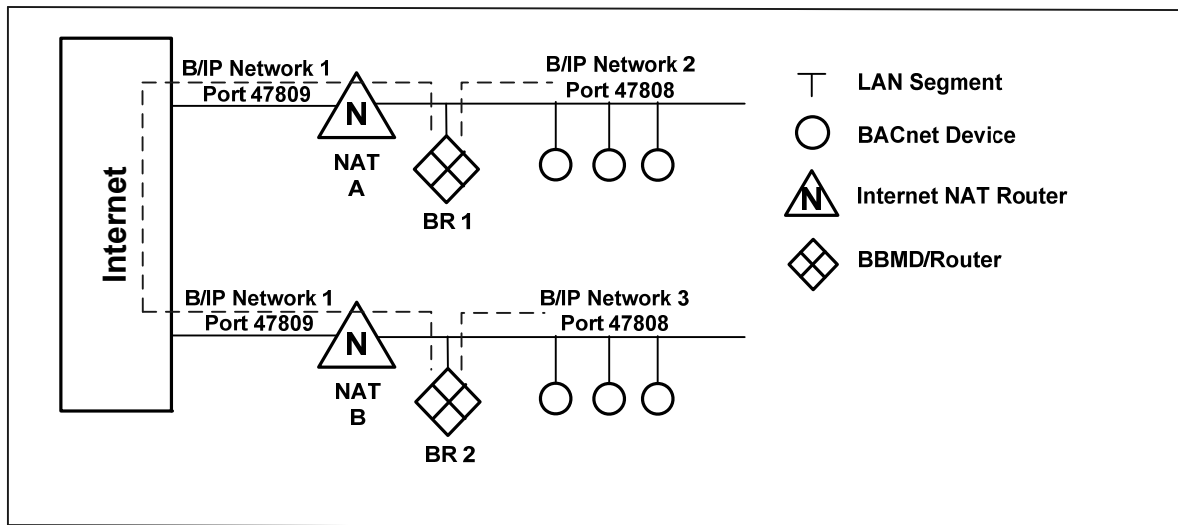 Internet
B/IP Network 1
Port 47809
N
NAT
A
BR 1
B/IP Network 2
Port 47808
B/IP Network 1
Port 47809
N
NAT
B
BR 2
B/IP Network 3
Port 47808
LAN Segment
BACnet Device
N
Internet NAT Router
BBMD/Router